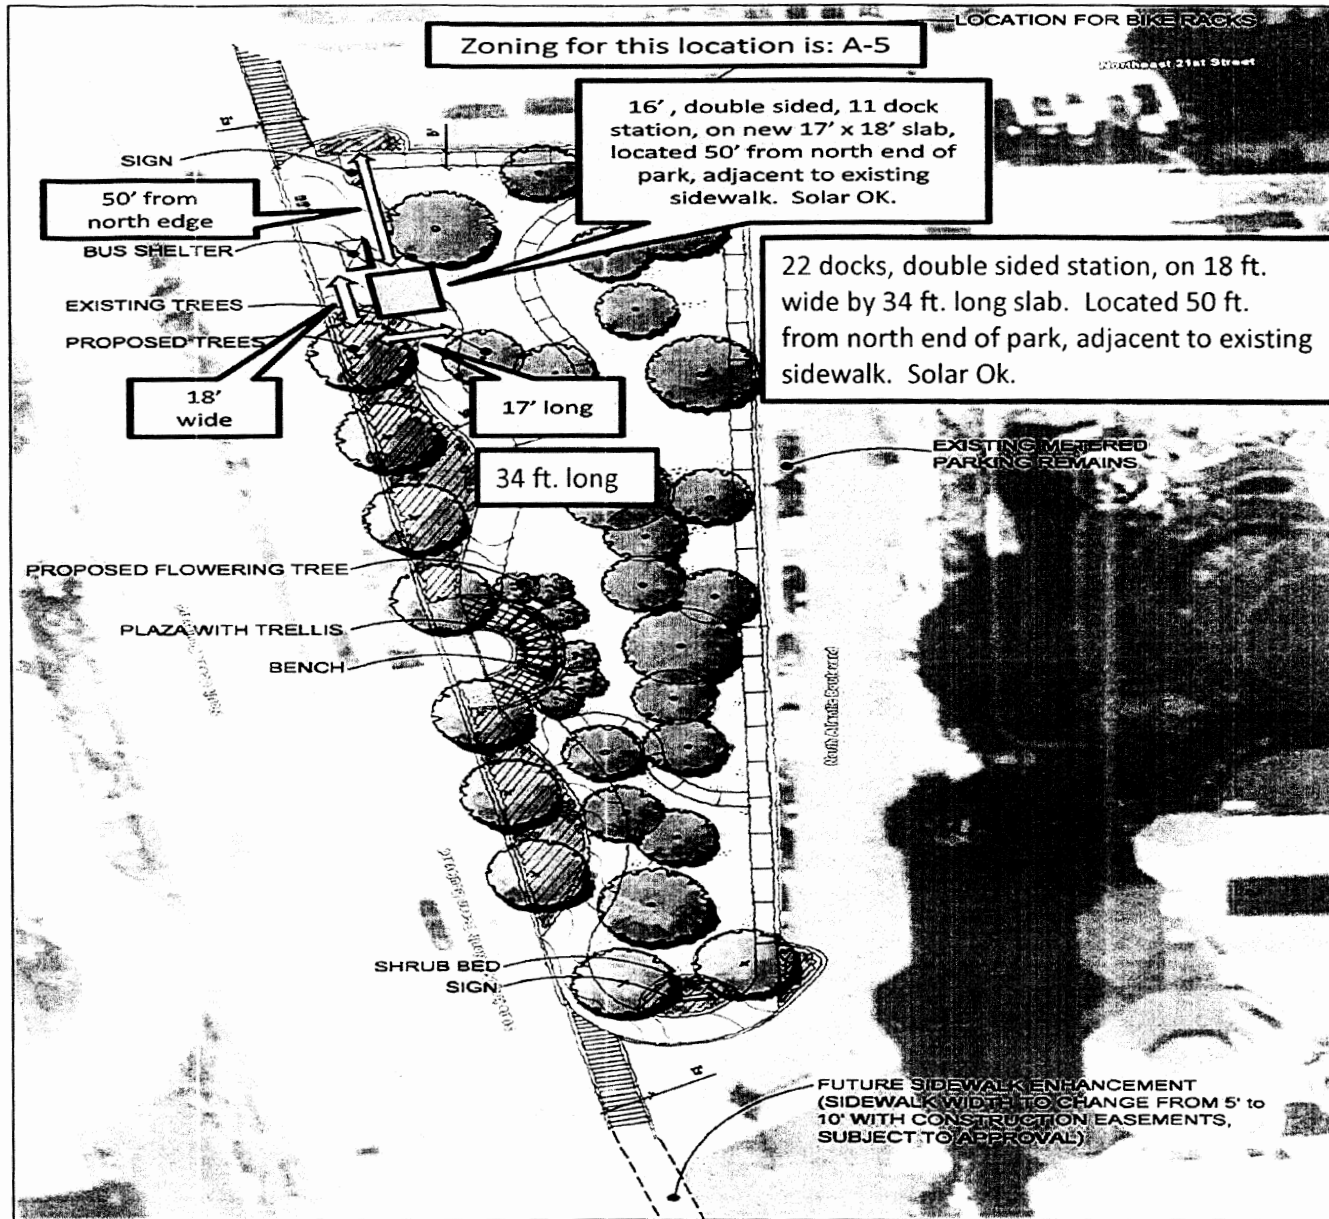 LOCATION FOR BIKE RACKS
Zoning for this location is: A-5
Northeast 21st Street
16' , double sided, 11 dock
station, on new 17' x 18' slab,
located 50' from north end of
park, adjacent to existing
sidewalk. Solar OK.
SIGN
50' from
north edge
BUS SHELTER
22 docks, double sided station, on 18 ft.
wide by 34 ft. long slab. Located 50 ft.
from north end of park, adjacent to existing
sidewalk. Solar Ok.
EXISTING TREES
PROPOSED TREES
18'
wide
17' long
EXISTING METERED
PARKING REMAINS
34 ft. long
PROPOSED FLOWERING TREE
PLAZA WITH TRELLIS
BENCH
North Atlantic Boulevard
SHRUB BED
SIGN
FUTURE SIDEWALK ENHANCEMENT
(SIDEWALK WIDTH TO CHANGE FROM 5' to
10' WITH CONSTRUCTION EASEMENTS,
SUBJECT TO APPROVAL)